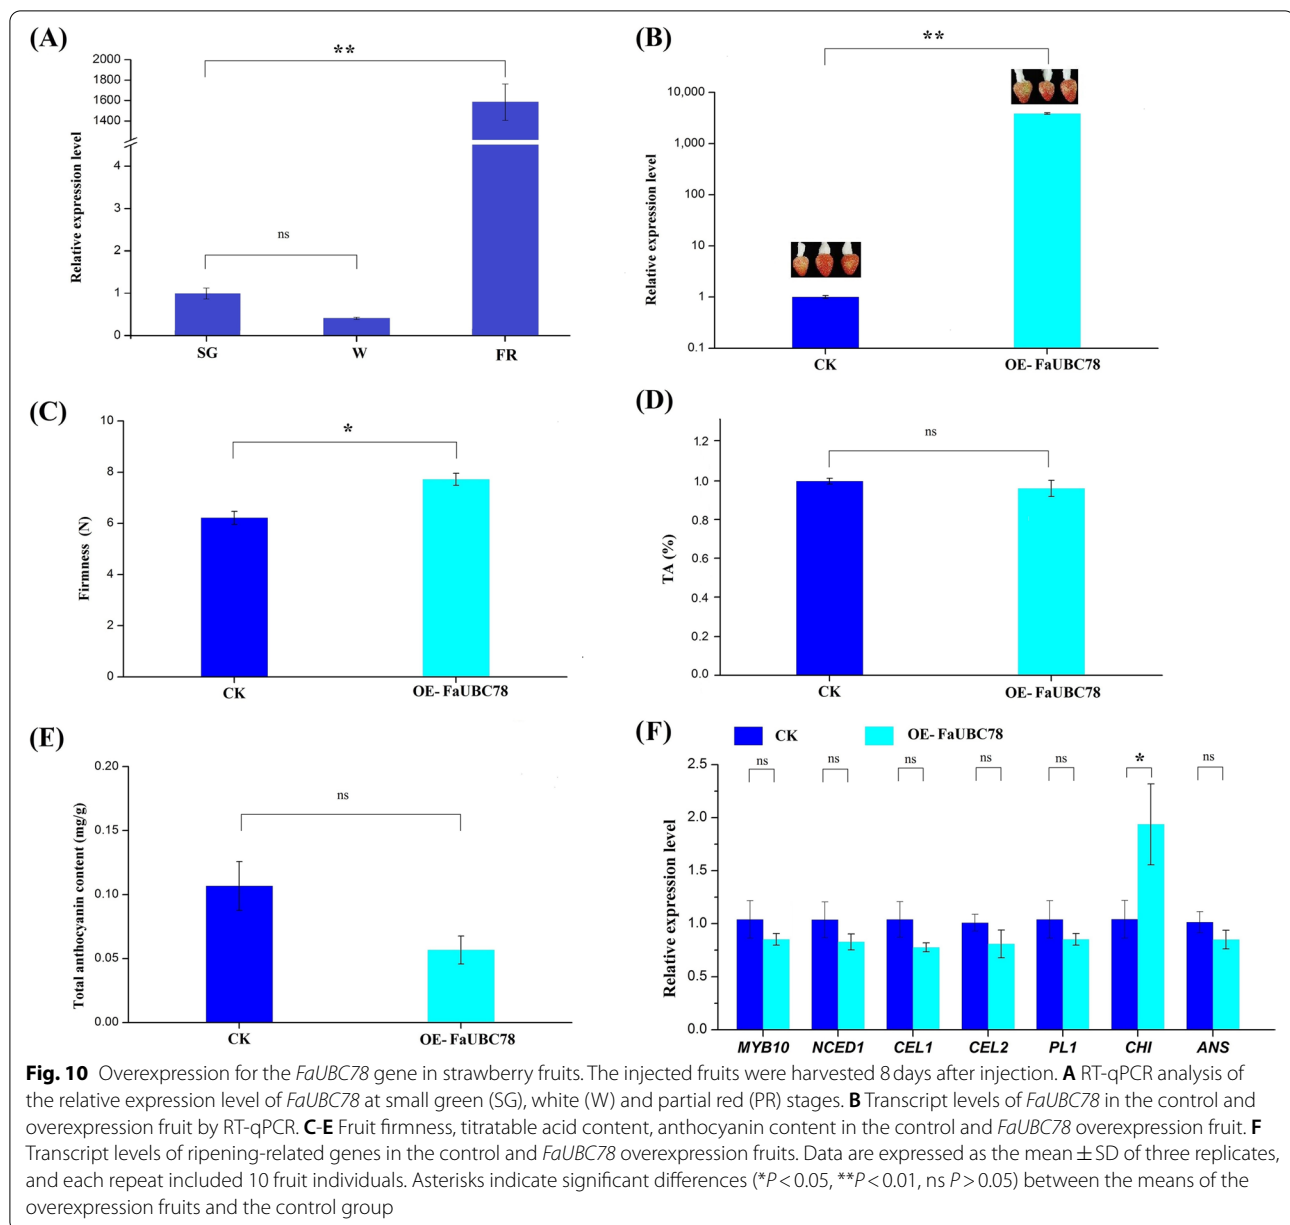 (A)
**
2000
1800
1600
1400
4
3
2
1
0
Relative expression level
ns
SG W FR
(B)
**
10,000
1,000
100
10
1
0.1
Relative expression level
CK OE- FaUBC78
(C)
*
10
8
6
4
2
0
Firmness (N)
CK OE- FaUBC78
(D)
ns
1.2
1.0
0.8
0.6
0.4
0.2
0.0
TA (%)
CK OE- FaUBC78
(E)
ns
0.20
0.15
0.10
0.05
0.00
Total anthocyanin content (mg/g)
CK OE- FaUBC78
(F)
CK OE- FaUBC78
2.5
2.0
1.5
1.0
0.5
0.0
Relative expression level
ns ns ns ns ns * ns
MYB10 NCED1 CEL1 CEL2 PL1 CHI ANS
Fig. 10 Overexpression for the FaUBC78 gene in strawberry fruits. The injected fruits were harvested 8 days after injection. A RT-qPCR analysis of
the relative expression level of FaUBC78 at small green (SG), white (W) and partial red (PR) stages. B Transcript levels of FaUBC78 in the control and
overexpression fruit by RT-qPCR. C-E Fruit firmness, titratable acid content, anthocyanin content in the control and FaUBC78 overexpression fruit. F
Transcript levels of ripening-related genes in the control and FaUBC78 overexpression fruits. Data are expressed as the mean ± SD of three replicates,
and each repeat included 10 fruit individuals. Asterisks indicate significant differences (*P < 0.05, **P < 0.01, ns P > 0.05) between the means of the
overexpression fruits and the control group